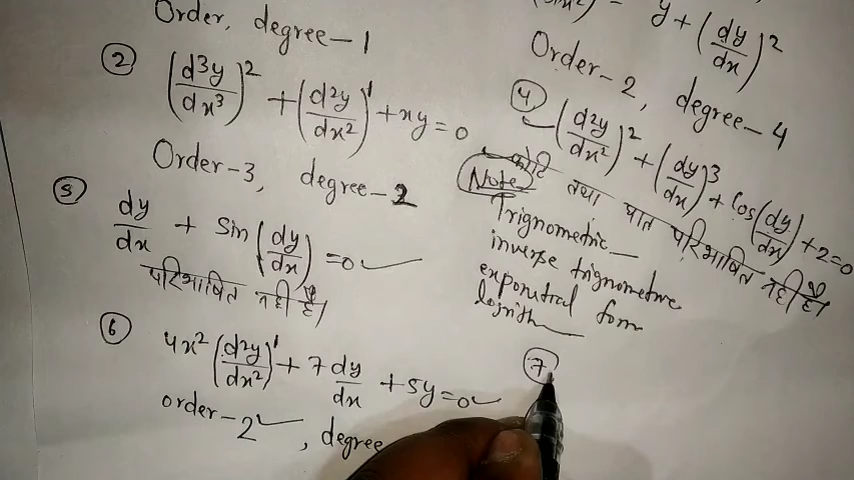 Order, degree-1
② (d³y/dx³)² + (d²y/dx²)¹ + xy = 0
Order-3, degree-2
5 dy/dx + Sin (dy/dx) = 0
परिभाषित नहीं है।
⑥ 4x² (d²y/dx²)¹ + 7 dy/dx + 5y = 0
order-2, degree
y + (dy/dx)²
Order-2, degree-4
④ (d²y/dx²)² + (dy/dx)³ + Cos(dy/dx) + 2 = 0
कोटि तथा घात परिभाषित नहीं है।
Note
Trignometric
inverse trignometric
exponential form
⑦